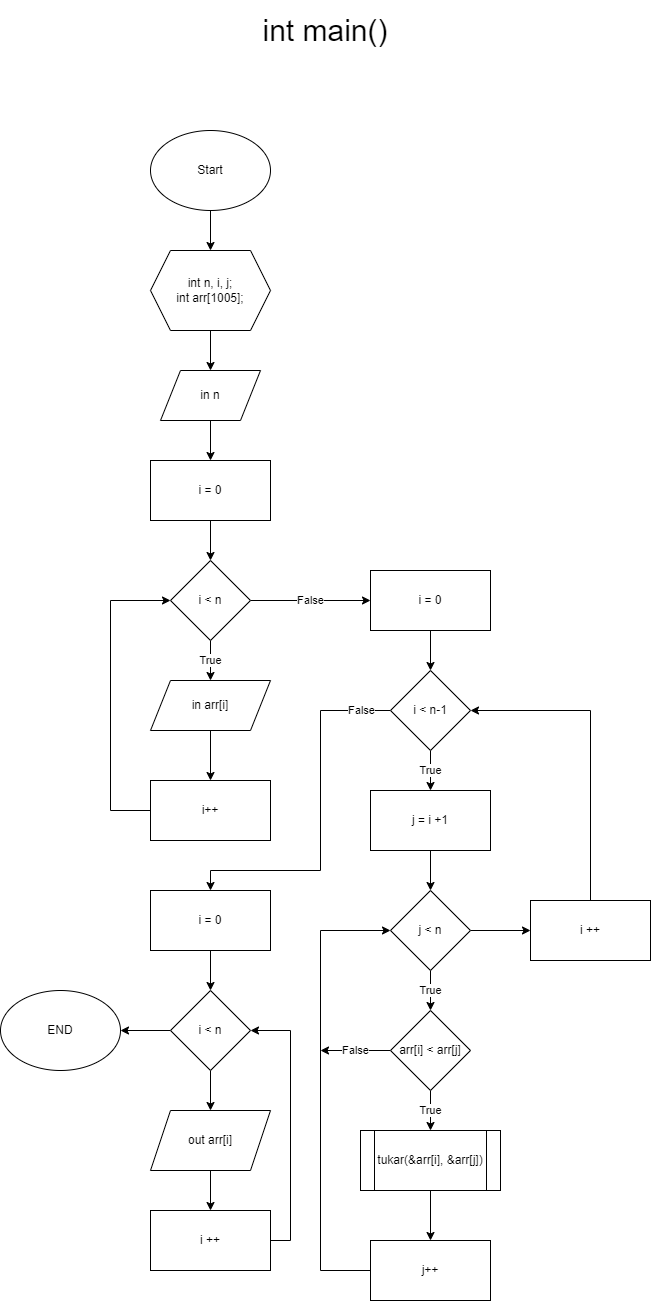 int main()
Start
int n, i, j;
int arr[1005];
in n
i = 0
i < n
False
True
in arr[i]
i++
i = 0
i < n-1
False
True
j = i +1
j < n
i ++
True
arr[i] < arr[j]
False
True
tukar(&arr[i], &arr[j])
j++
i = 0
i < n
END
out arr[i]
i ++